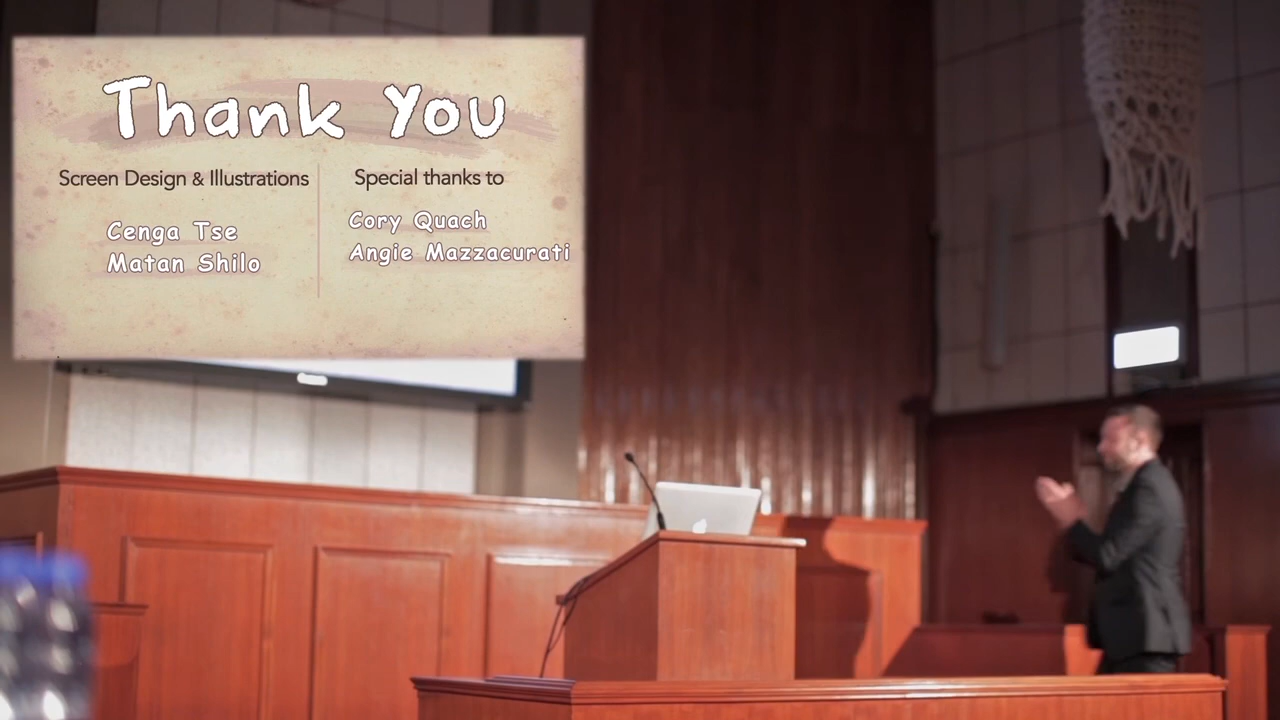 Thank You
Screen Design & Illustrations
Cenga Tse
Matan Shilo
Special thanks to
Cory Quach
Angie Mazzacurati